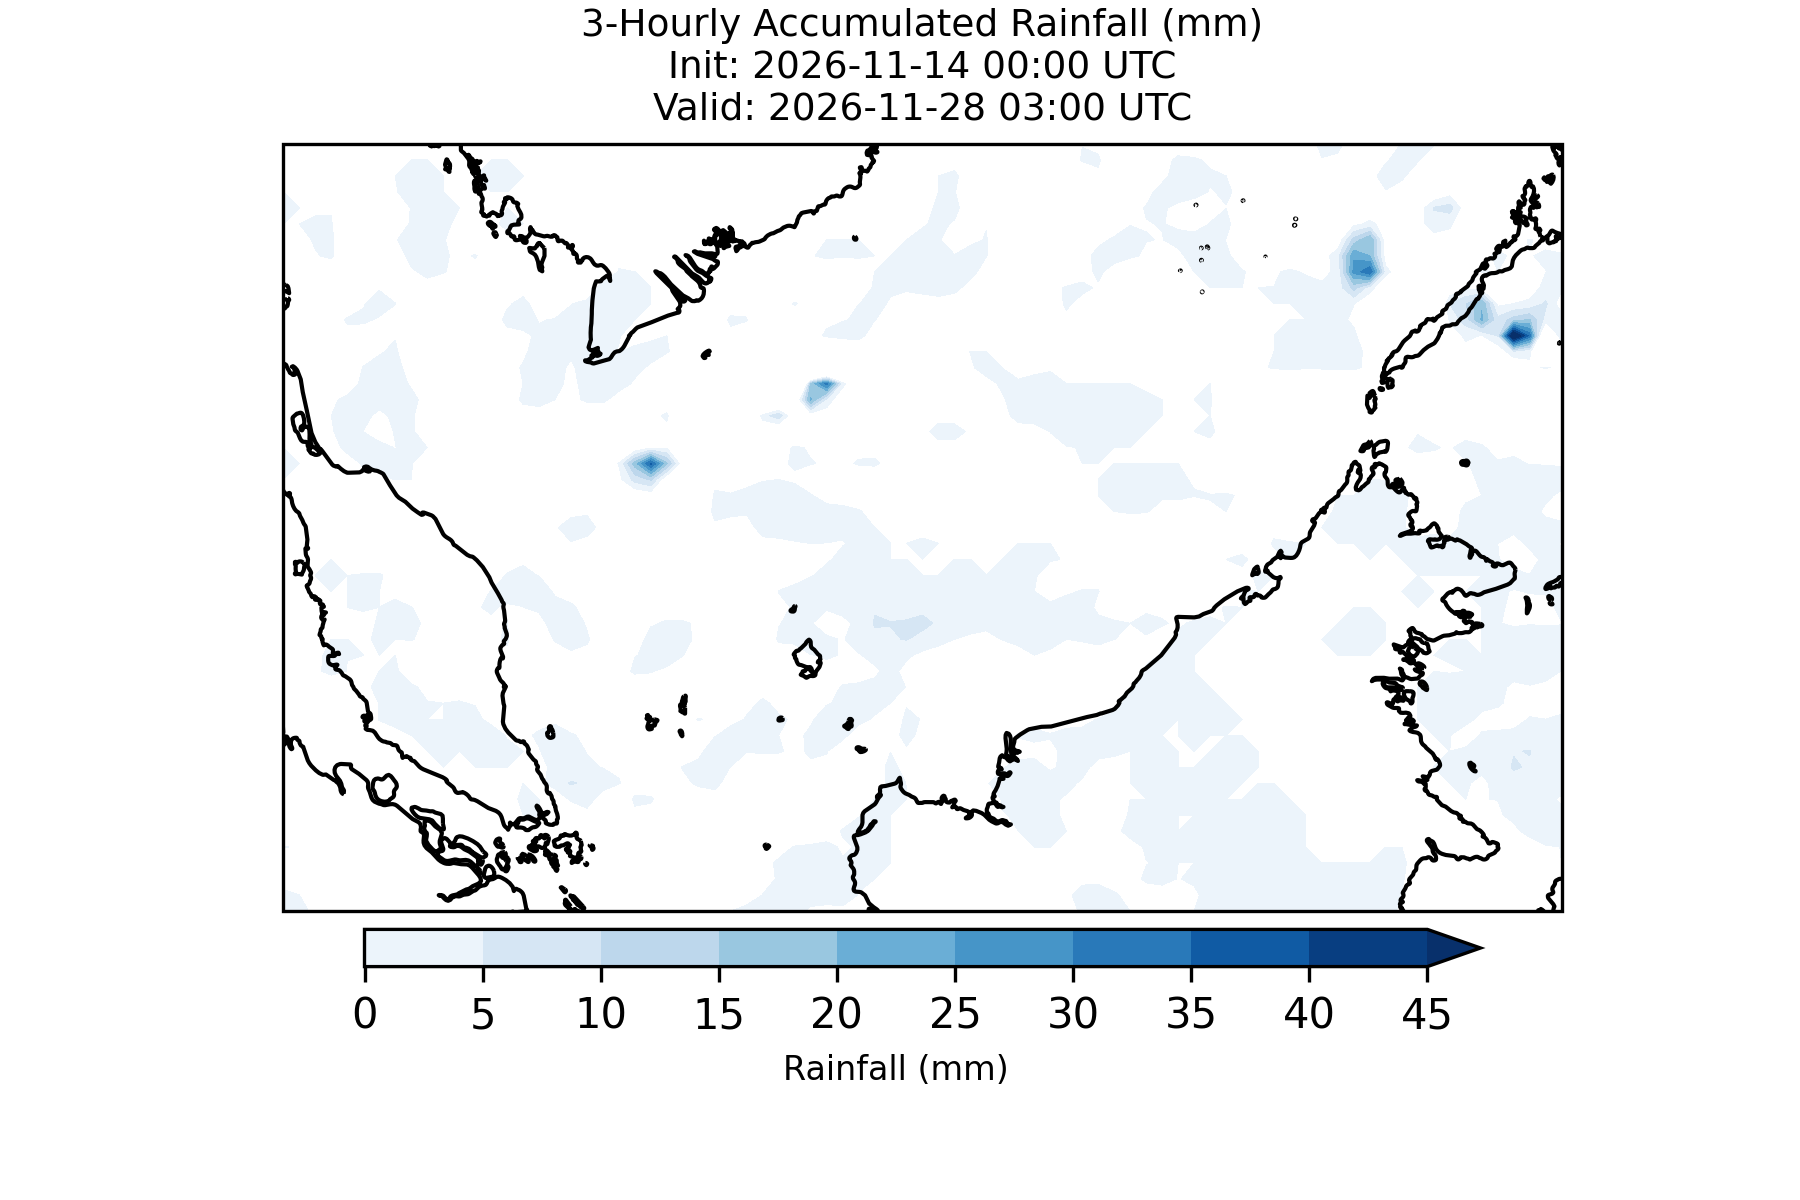 3-Hourly Accumulated Rainfall (mm)
Init: 2026-11-14 00:00 UTC
Valid: 2026-11-28 03:00 UTC
0 5 10 15 20 25 30 35 40 45
Rainfall (mm)